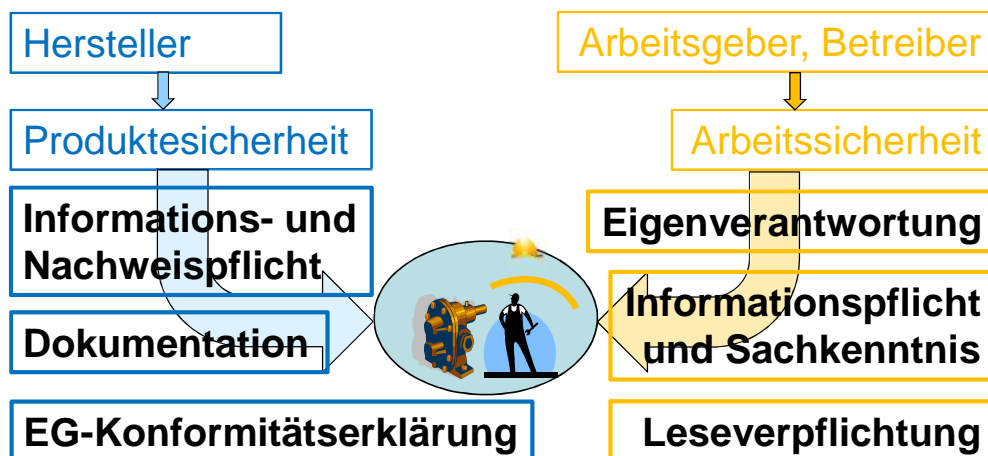 Hersteller
Produktesicherheit
Informations- und
Nachweispflicht
Dokumentation
EG-Konformitätserklärung
Arbeitsgeber, Betreiber
Arbeitssicherheit
Eigenverantwortung
Informationspflicht
und Sachkenntnis
Leseverpflichtung